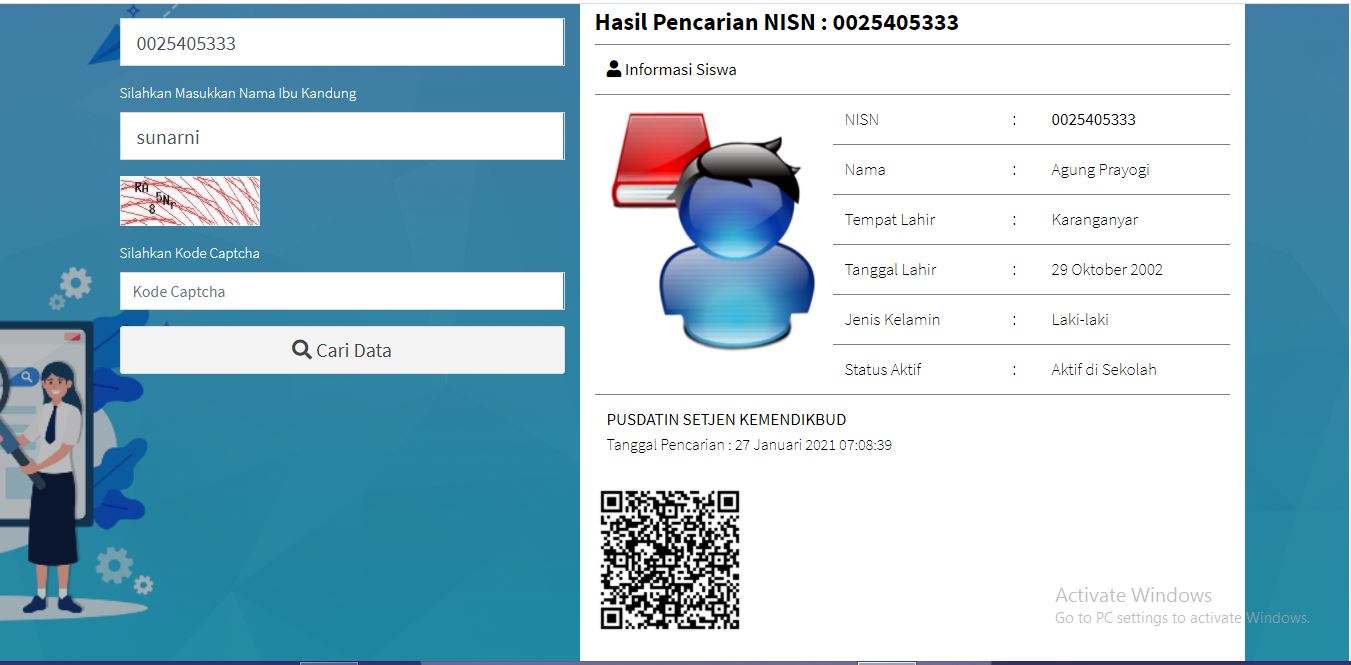 0025405333
Silahkan Masukkan Nama Ibu Kandung
sunarni
Silahkan Kode Captcha
Kode Captcha
Cari Data
Hasil Pencarian NISN : 0025405333
Informasi Siswa
NISN : 0025405333
Nama : Agung Prayogi
Tempat Lahir : Karanganyar
Tanggal Lahir : 29 Oktober 2002
Jenis Kelamin : Laki-laki
Status Aktif : Aktif di Sekolah
PUSDATIN SETJEN KEMENDIKBUD
Tanggal Pencarian : 27 Januari 2021 07:08:39
Activate Windows
Go to PC settings to activate Windows.